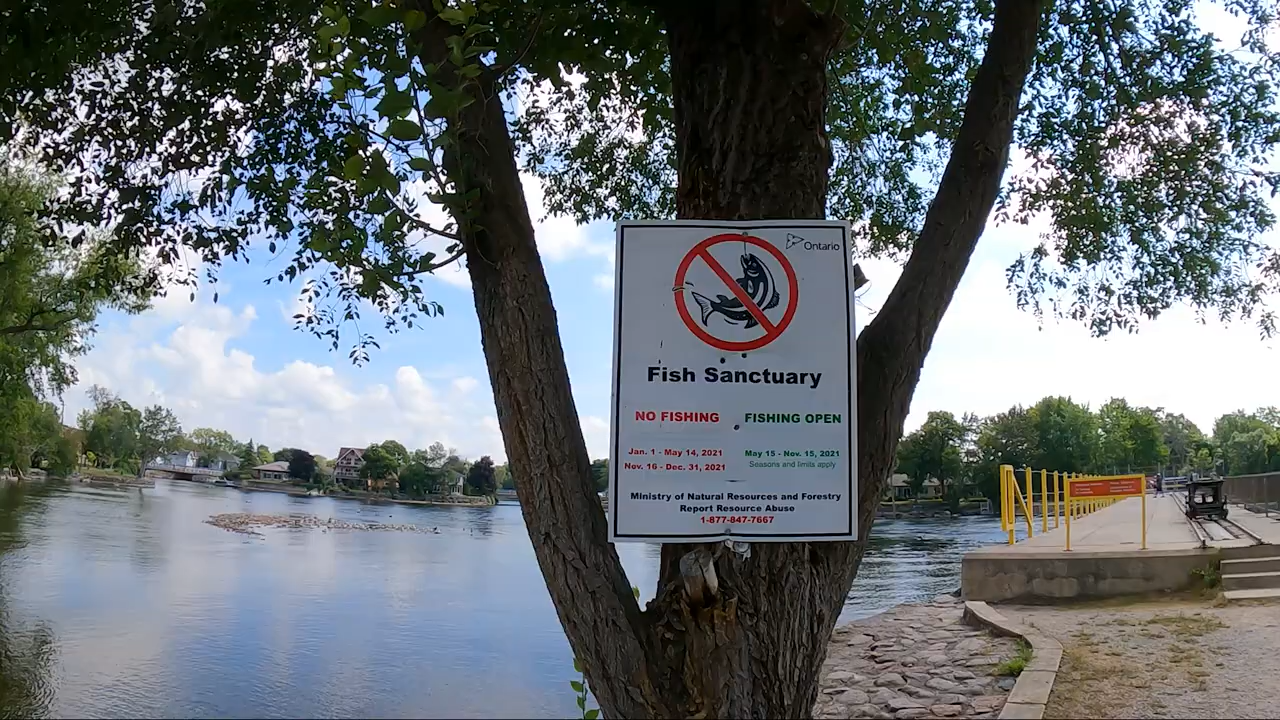 Ontario
Fish Sanctuary
NO FISHING
FISHING OPEN
Jan. 1 - May 14, 2021
Nov. 16 - Dec. 31, 2021
May 15 - Nov. 15, 2021
Seasons and limits apply
Ministry of Natural Resources and Forestry
Report Resource Abuse
1-877-847-7667